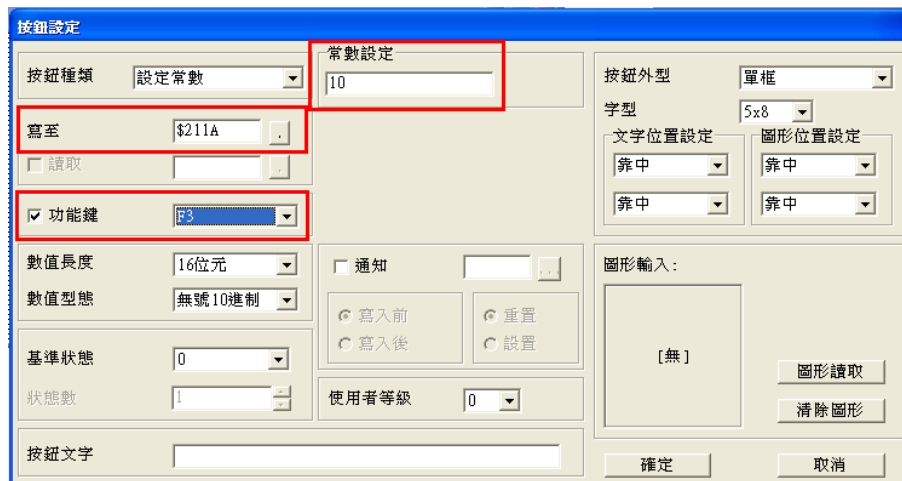 按鈕設定
按鈕種類 設定常數
常數設定
10
寫至 $211A .
讀取 .
功能鍵 F3
數值長度 16位元
數值型態 無號10進制
基準狀態 0
狀態數 1
按鈕文字
通知 ...
寫入前
寫入後
重置
設置
使用者等級 0
按鈕外型 單框
字型 5x8
文字位置設定
靠中
靠中
圖形位置設定
靠中
靠中
圖形輸入:
[無]
圖形讀取
清除圖形
確定 取消